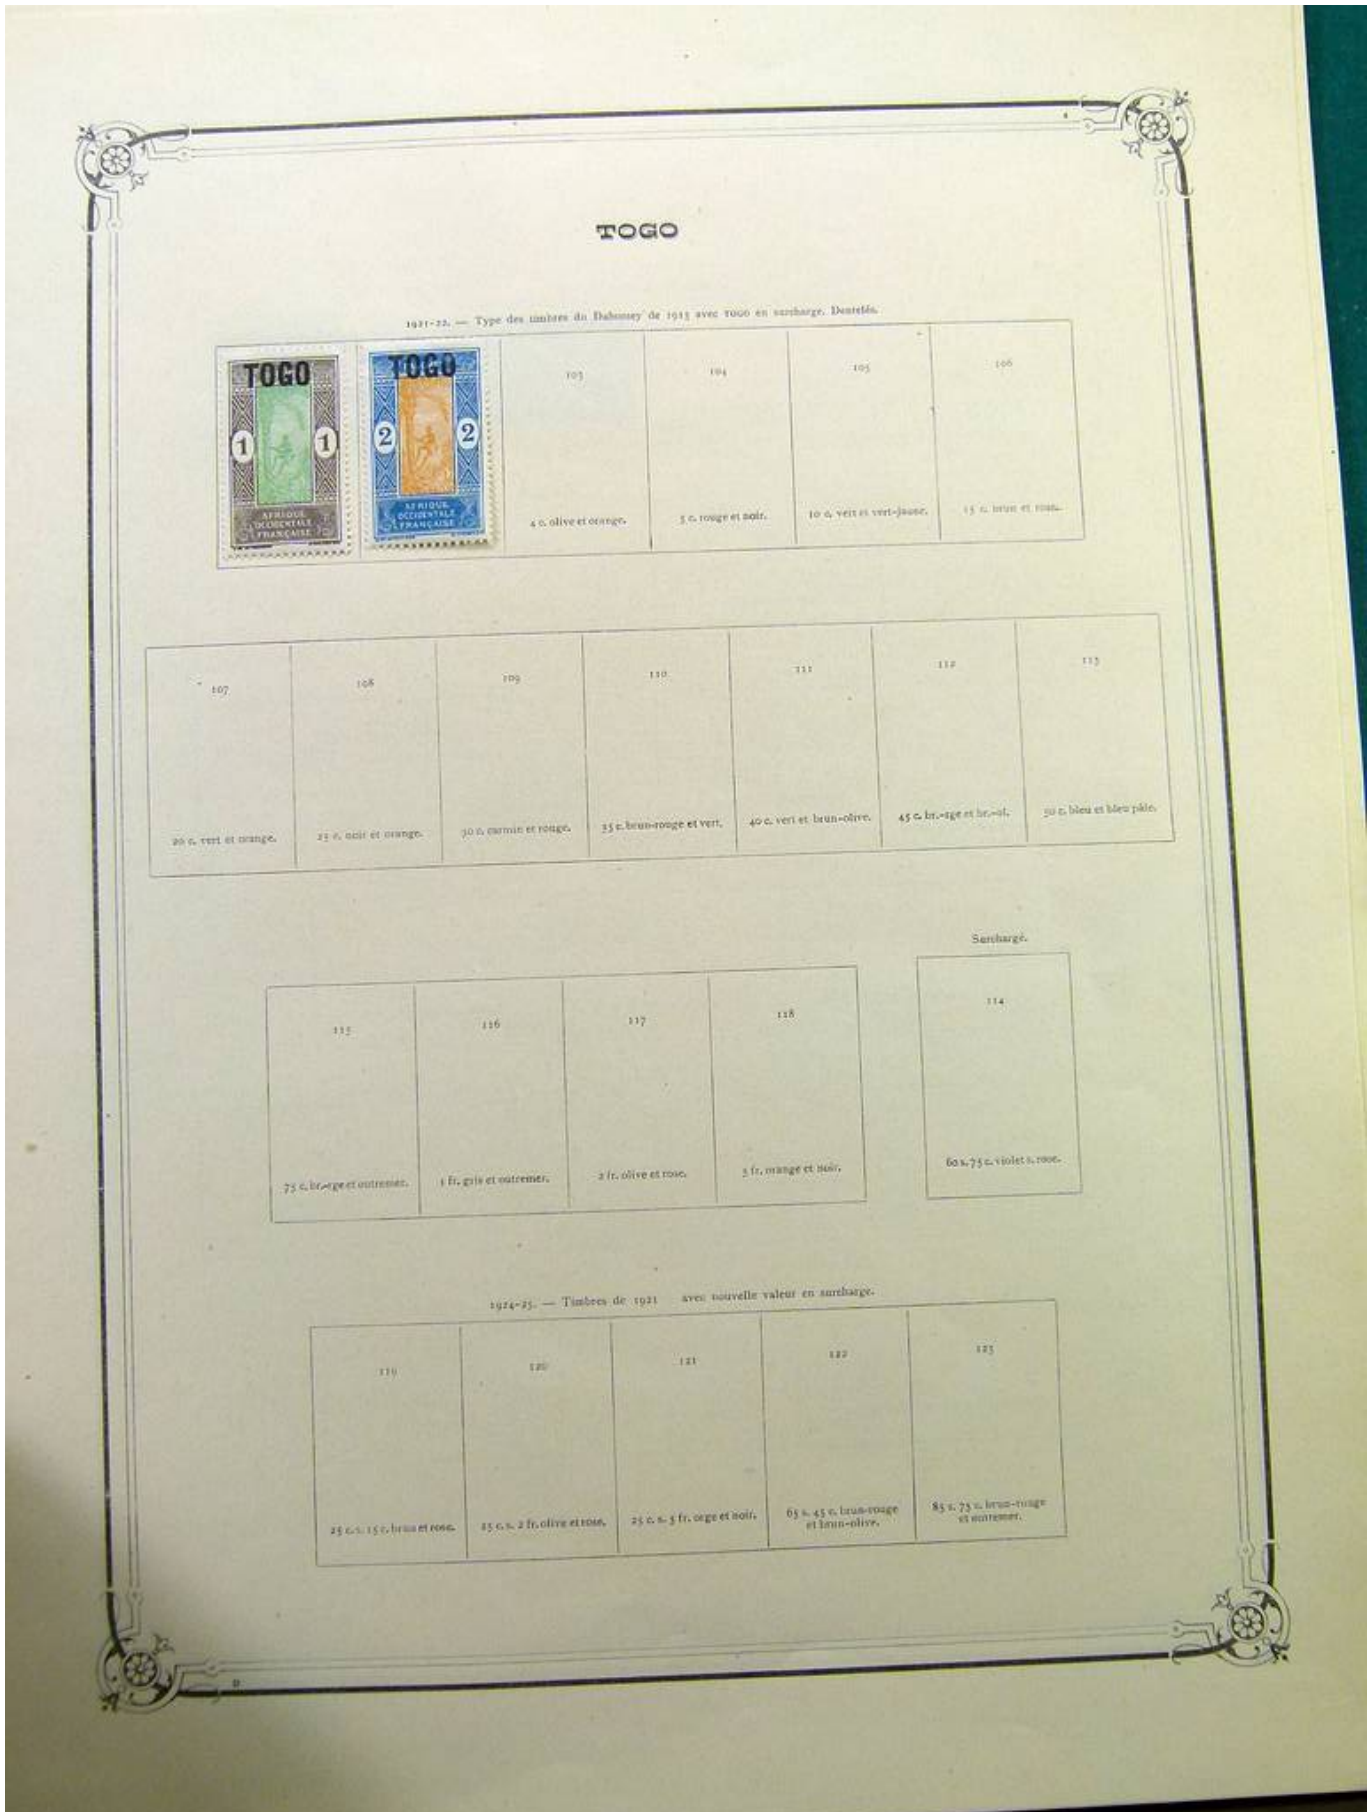 TOGO
1921-22. — Type des timbres du Dahomey de 1913 avec TOGO en surcharge. Dentelés.
TOGO
1 1
AFRIQUE
OCCIDENTALE
FRANÇAISE
TOGO
2 2
AFRIQUE
OCCIDENTALE
FRANÇAISE
103
4 c. olive et orange.
104
5 c. rouge et noir.
105
10 c. vert et vert-jaune.
106
15 c. brun et rose.
107
20 c. vert et orange.
108
25 c. noir et orange.
109
30 c. carmin et rouge.
110
35 c. brun-rouge et vert.
111
40 c. vert et brun-olive.
112
45 c. br.-rge et br.-ol.
113
50 c. bleu et bleu pâle.
115
75 c. br.-rge et outremer.
116
1 fr. gris et outremer.
117
2 fr. olive et rose.
118
5 fr. orange et noir.
Surchargé.
114
60 s. 75 c. violet s. rose.
1924-25. — Timbres de 1921 avec nouvelle valeur en surcharge.
119
25 c. s. 15 c. brun et rose.
120
25 c. s. 2 fr. olive et rose.
121
25 c. s. 5 fr. orge et noir.
122
65 s. 45 c. brun-rouge
et brun-olive.
123
85 s. 75 c. brun-rouge
et outremer.